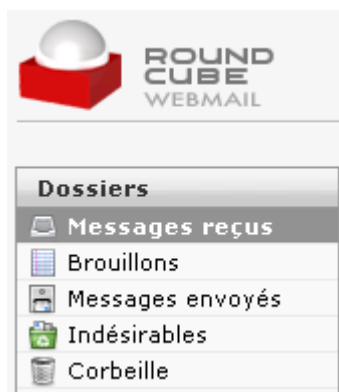 ROUND
CUBE
WEBMAIL
Dossiers
Messages reçus
Brouillons
Messages envoyés
Indésirables
Corbeille